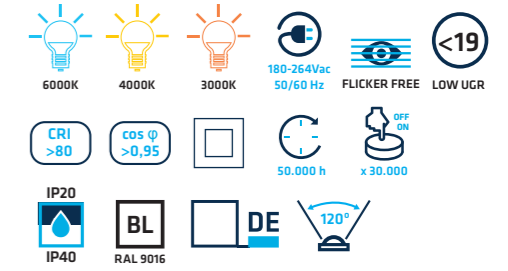 <19
6000K
4000K
3000K
180-264Vac
50/60 Hz
FLICKER FREE
LOW UGR
CRI
>80
cos φ
>0,95
50.000 h
OFF
ON
x 30.000
IP20
IP40
BL
RAL 9016
DE
120°